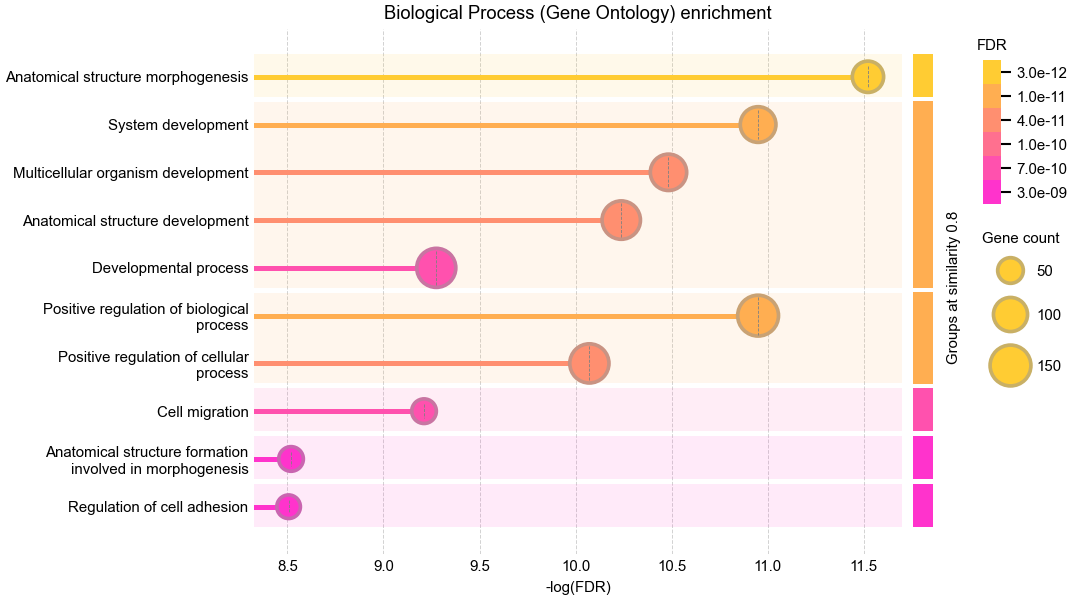 Biological Process (Gene Ontology) enrichment
Anatomical structure morphogenesis
System development
Multicellular organism development
Anatomical structure development
Developmental process
Positive regulation of biological
process
Positive regulation of cellular
process
Cell migration
Anatomical structure formation
involved in morphogenesis
Regulation of cell adhesion
8.5 9.0 9.5 10.0 10.5 11.0 11.5
-log(FDR)
Groups at similarity 0.8
FDR
3.0e-12
1.0e-11
4.0e-11
1.0e-10
7.0e-10
3.0e-09
Gene count
50
100
150